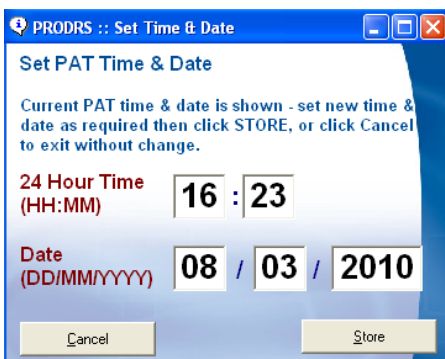 PRODRS :: Set Time & Date
Set PAT Time & Date
Current PAT time & date is shown - set new time &
date as required then click STORE, or click Cancel
to exit without change.
24 Hour Time
(HH:MM)
16 : 23
Date
(DD/MM/YYYY)
08 / 03 / 2010
Cancel
Store